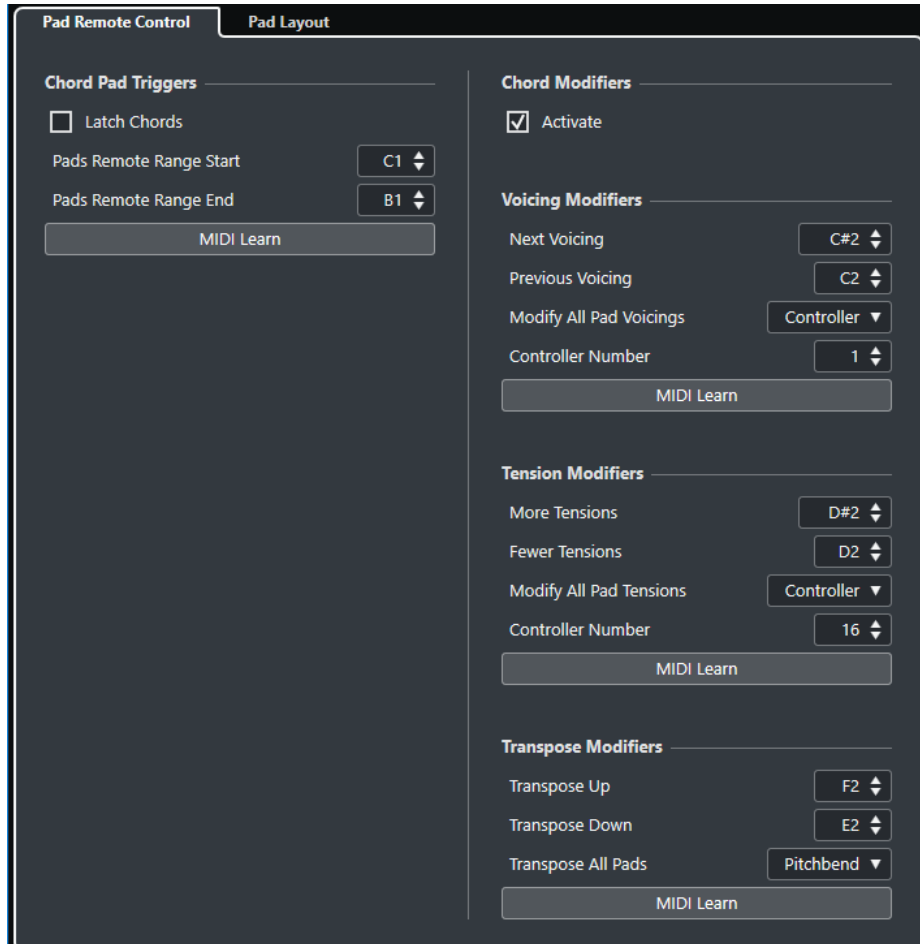 Pad Remote Control
Pad Layout
Chord Pad Triggers
Latch Chords
Pads Remote Range Start C1
Pads Remote Range End B1
MIDI Learn
Chord Modifiers
Activate
Voicing Modifiers
Next Voicing C#2
Previous Voicing C2
Modify All Pad Voicings Controller
Controller Number 1
MIDI Learn
Tension Modifiers
More Tensions D#2
Fewer Tensions D2
Modify All Pad Tensions Controller
Controller Number 16
MIDI Learn
Transpose Modifiers
Transpose Up F2
Transpose Down E2
Transpose All Pads Pitchbend
MIDI Learn